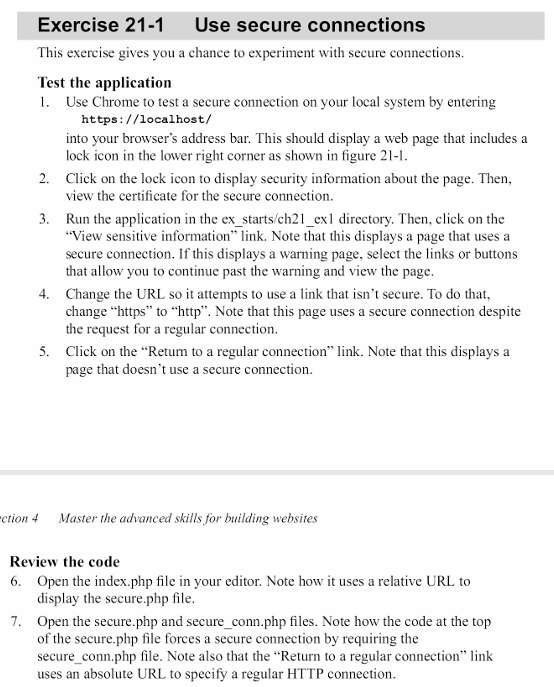 Exercise 21-1 Use secure connections
This exercise gives you a chance to experiment with secure connections.
Test the application
1. Use Chrome to test a secure connection on your local system by entering
https://localhost/
into your browser's address bar. This should display a web page that includes a
lock icon in the lower right corner as shown in figure 21-1.
2. Click on the lock icon to display security information about the page. Then,
view the certificate for the secure connection.
3. Run the application in the ex_starts/ch21_ex1 directory. Then, click on the
“View sensitive information” link. Note that this displays a page that uses a
secure connection. If this displays a warning page, select the links or buttons
that allow you to continue past the warning and view the page.
4. Change the URL so it attempts to use a link that isn't secure. To do that,
change “https” to “http”. Note that this page uses a secure connection despite
the request for a regular connection.
5. Click on the “Return to a regular connection” link. Note that this displays a
page that doesn't use a secure connection.
ection 4 Master the advanced skills for building websites
Review the code
6. Open the index.php file in your editor. Note how it uses a relative URL to
display the secure.php file.
7. Open the secure.php and secure_conn.php files. Note how the code at the top
of the secure.php file forces a secure connection by requiring the
secure_conn.php file. Note also that the “Return to a regular connection” link
uses an absolute URL to specify a regular HTTP connection.